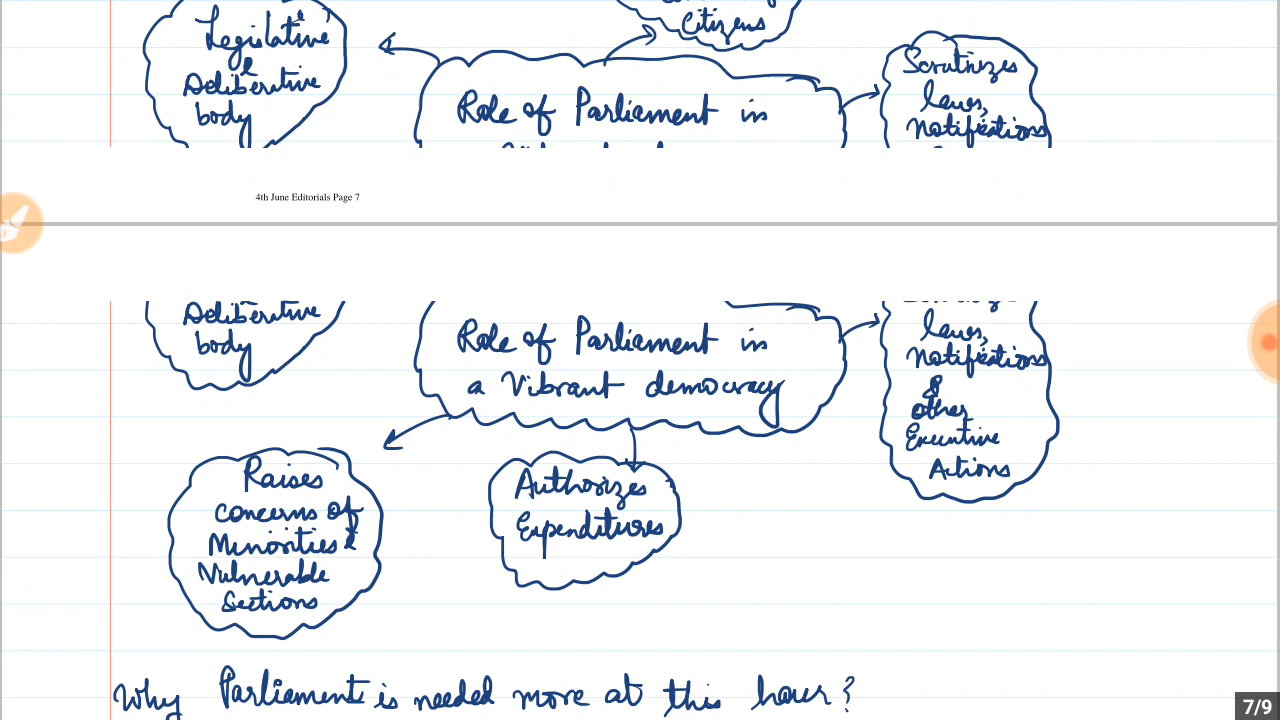 Legislative
&
Deliberative
body
Citizens
Role of Parliament in
Scrutinizes
laws,
Notifications
4th June Editorials Page 7
Deliberative
body
Role of Parliament in
a Vibrant democracy
laws,
Notifications
&
other
Executive
Actions
Raises
concerns of
Minorities &
Vulnerable
Sections
Authorizes
Expenditures
Why Parliament is needed more at this hour?
7/9